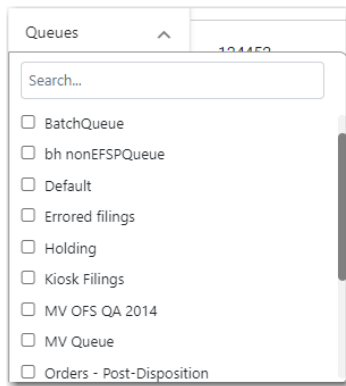 Queues
124452
Search...
BatchQueue
bh nonEFSPQueue
Default
Errored filings
Holding
Kiosk Filings
MV OFS QA 2014
MV Queue
Orders - Post-Disposition